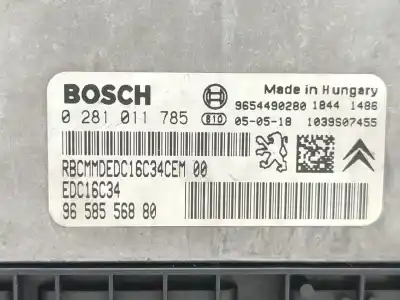 BOSCH
Made in Hungary
9654490280 1844 1486
0 281 011 785
810 05-05-18 1039S07455
RBCMMDEDC16C34CEM 00
EDC16C34
96 585 568 80